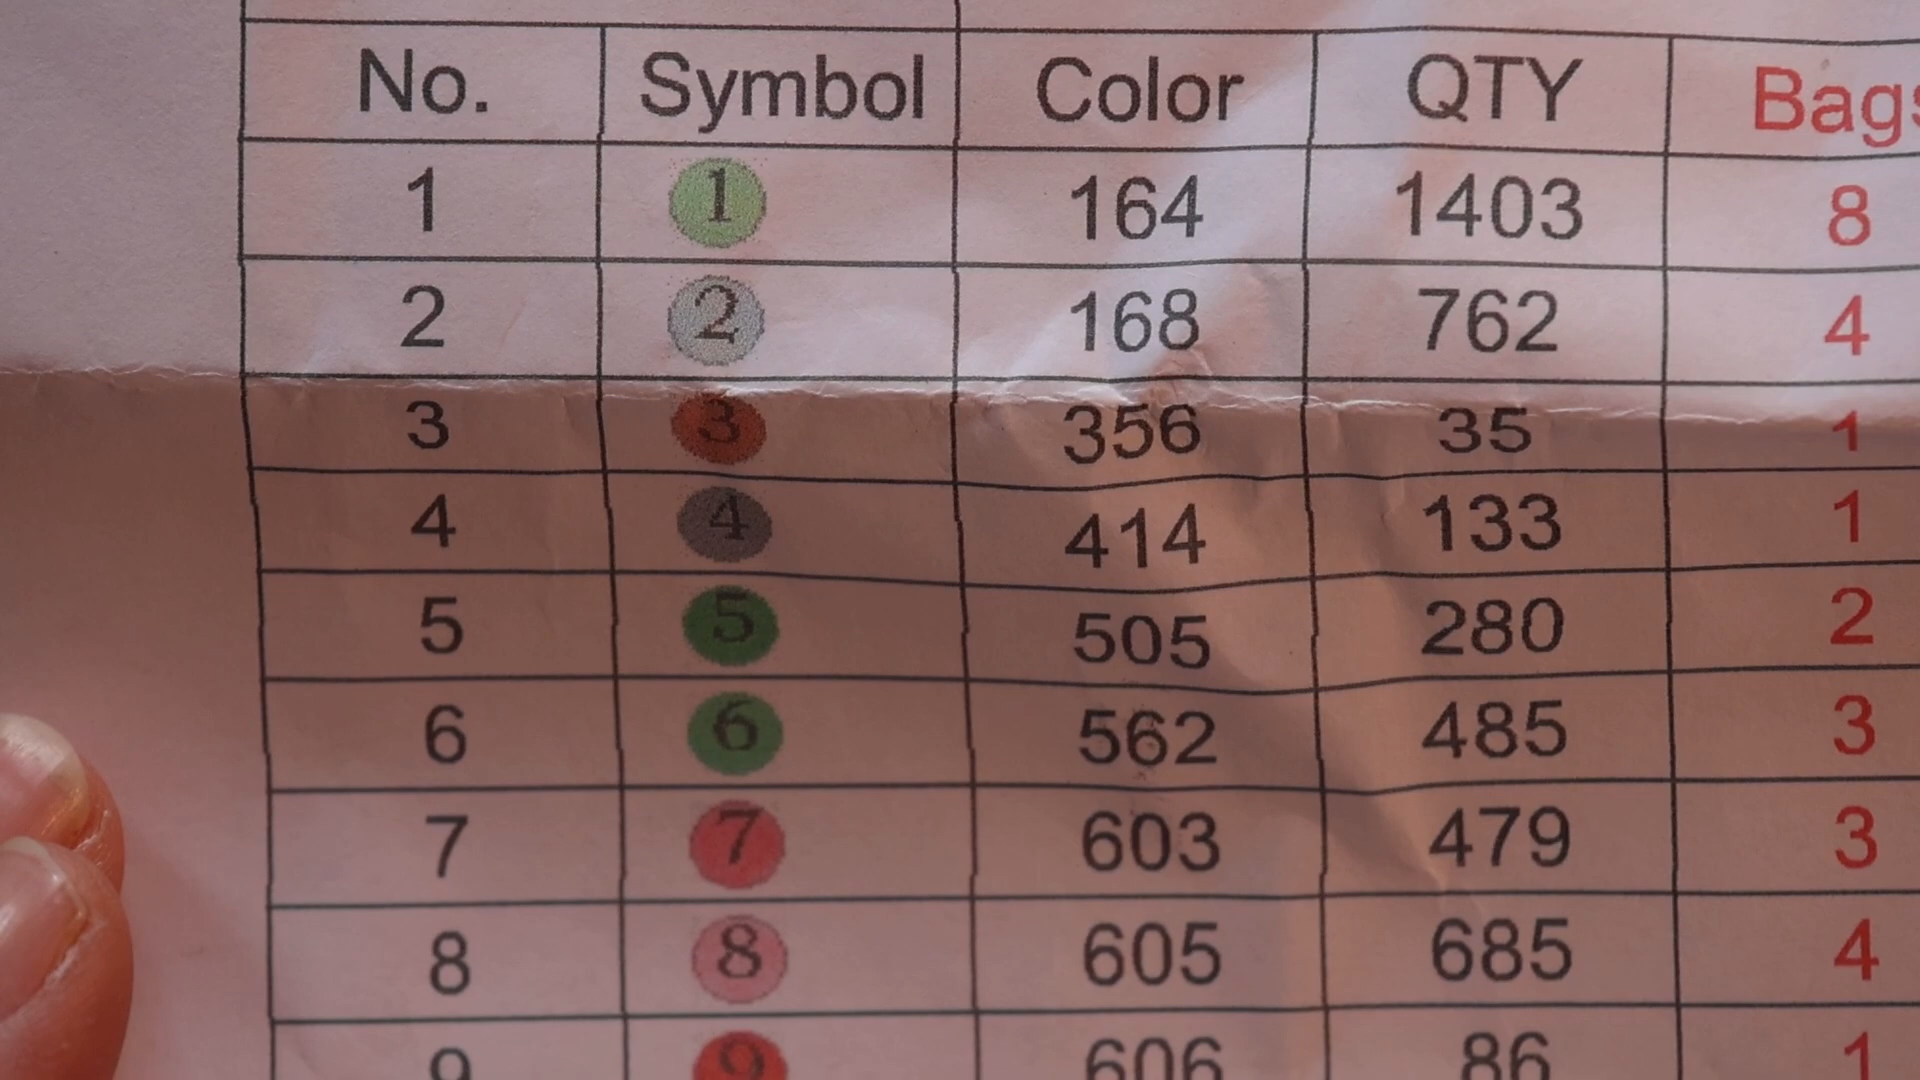 No. Symbol Color QTY Bags
1 1 164 1403 8
2 2 168 762 4
3 3 356 35 1
4 4 414 133 1
5 5 505 280 2
6 6 562 485 3
7 7 603 479 3
8 8 605 685 4
9 9 606 86 1